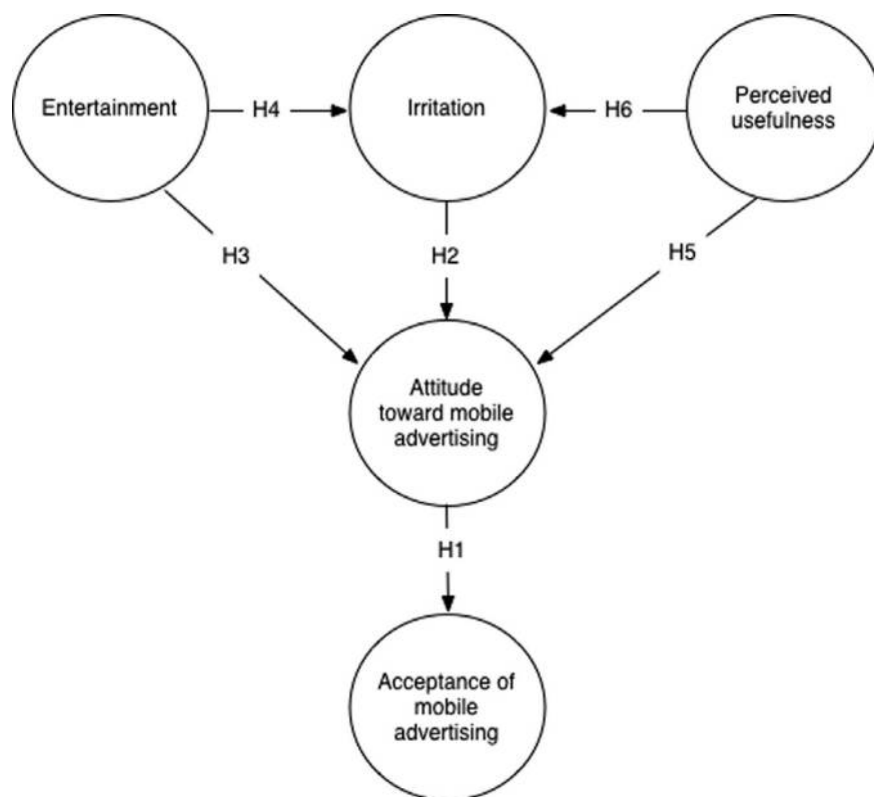 Entertainment
H4
Irritation
H6
Perceived
usefulness
H3
H2
H5
Attitude
toward mobile
advertising
H1
Acceptance of
mobile
advertising